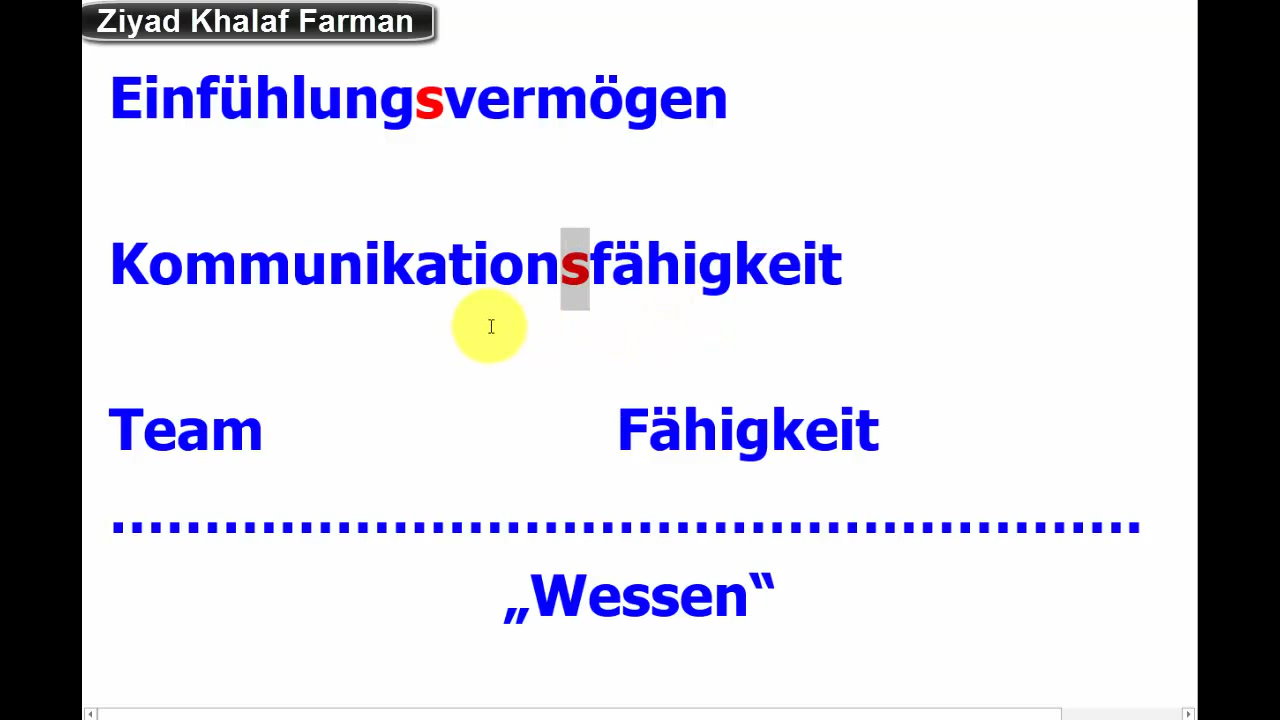 Ziyad Khalaf Farman
Einfühlungsvermögen
Kommunikationsfähigkeit
Team Fähigkeit
.......................................................
„Wessen“